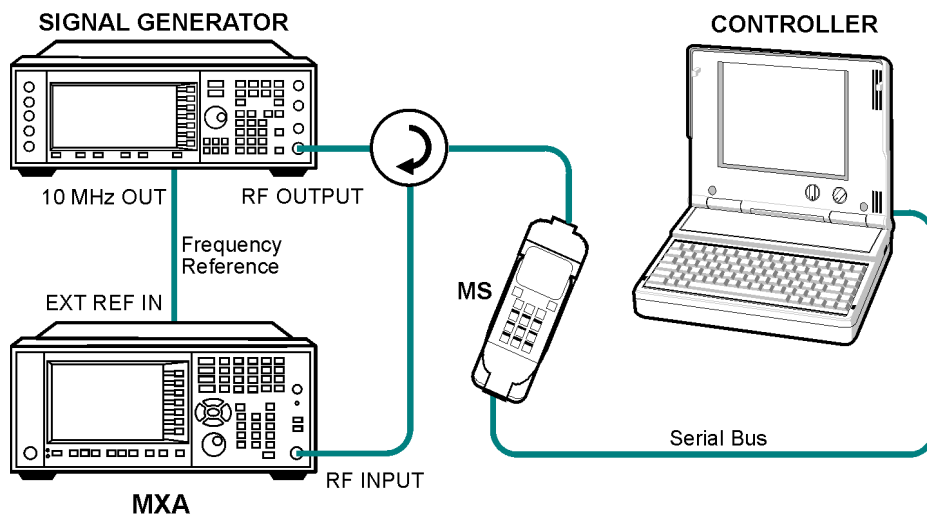 SIGNAL GENERATOR
CONTROLLER
10 MHz OUT
RF OUTPUT
Frequency
Reference
MS
EXT REF IN
Serial Bus
RF INPUT
MXA